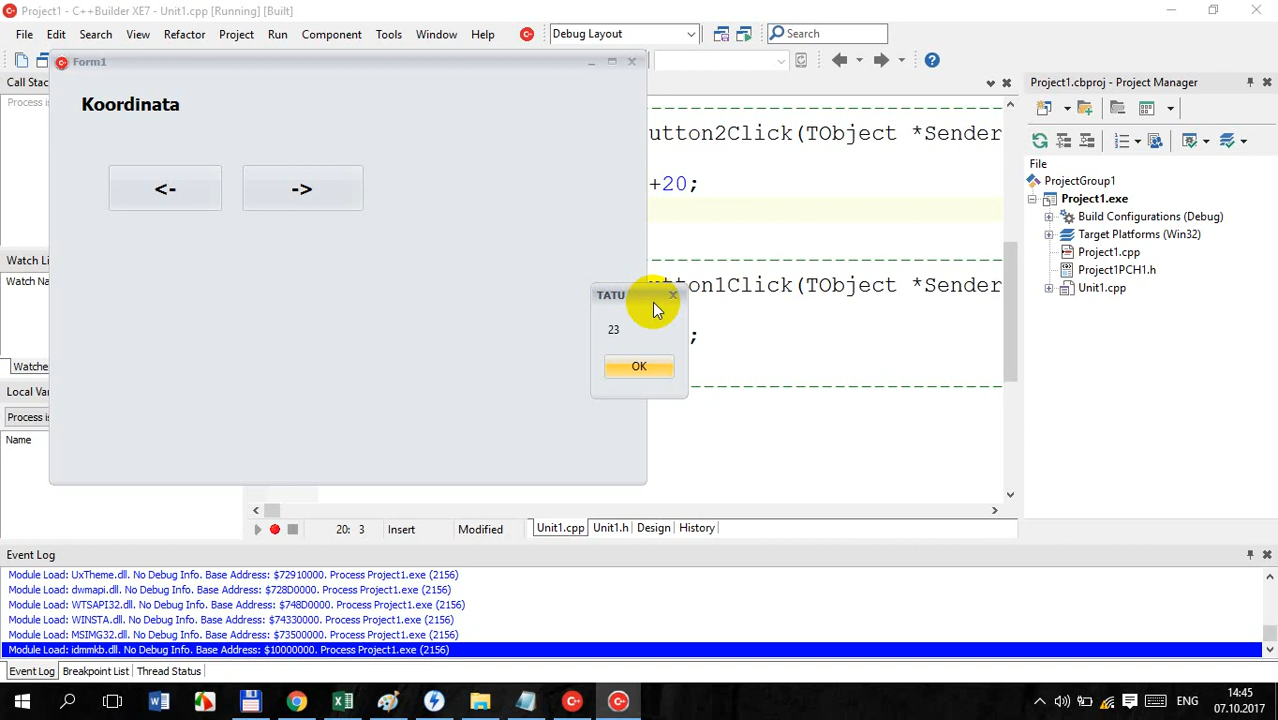 Project1 - C++Builder XE7 - Unit1.cpp [Running] [Built]
File Edit Search View Refactor Project Run Component Tools Window Help Debug Layout Search
Form1
Call Stac
Project1.cbproj - Project Manager
Process is
Koordinata
utton2Click(TObject *Sender
File
ProjectGroup1
<- ->
+20;
Project1.exe
Build Configurations (Debug)
Target Platforms (Win32)
Project1.cpp
Project1PCH1.h
Unit1.cpp
Watch Li
Watch Na
utton1Click(TObject *Sender
TATU
23
;
OK
Watche
Local Var
Process is
Name
20: 3 Insert Modified Unit1.cpp Unit1.h Design History
Event Log
Module Load: UxTheme.dll. No Debug Info. Base Address: $72910000. Process Project1.exe (2156)
Module Load: dwmapi.dll. No Debug Info. Base Address: $728D0000. Process Project1.exe (2156)
Module Load: WTSAPI32.dll. No Debug Info. Base Address: $748D0000. Process Project1.exe (2156)
Module Load: WINSTA.dll. No Debug Info. Base Address: $74330000. Process Project1.exe (2156)
Module Load: MSIMG32.dll. No Debug Info. Base Address: $73500000. Process Project1.exe (2156)
Module Load: idmmkb.dll. No Debug Info. Base Address: $10000000. Process Project1.exe (2156)
Event Log Breakpoint List Thread Status
ENG
14:45
07.10.2017